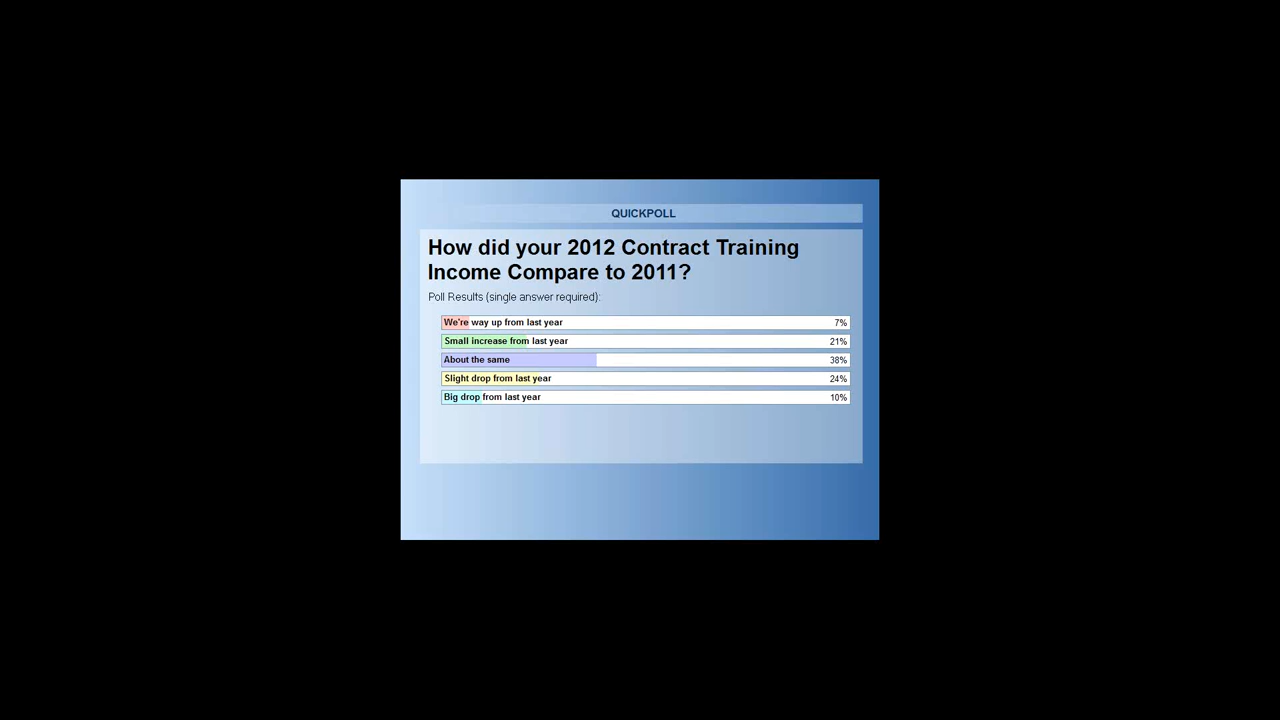 QUICKPOLL
How did your 2012 Contract Training
Income Compare to 2011?
Poll Results (single answer required):
We're way up from last year 7%
Small increase from last year 21%
About the same 38%
Slight drop from last year 24%
Big drop from last year 10%